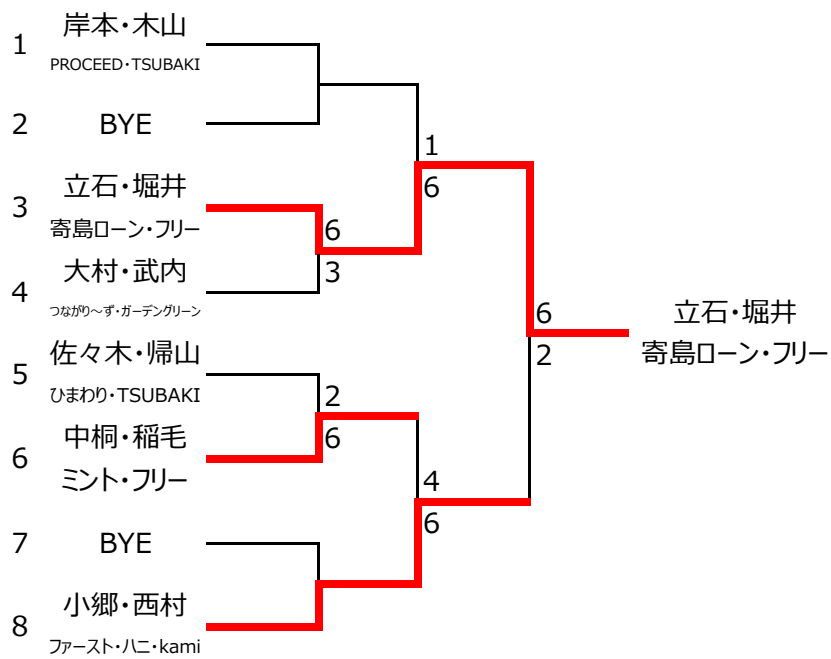 1
岸本・木山
PROCEED・TSUBAKI
2
BYE
3
立石・堀井
寄島ローン・フリー
4
大村・武内
つながり～ず・ガーデングリーン
5
佐々木・帰山
ひまわり・TSUBAKI
6
中桐・稲毛
ミント・フリー
7
BYE
8
小郷・西村
ファースト・ハニ・kami
6
3
2
6
1
6
4
6
6
2
立石・堀井
寄島ローン・フリー